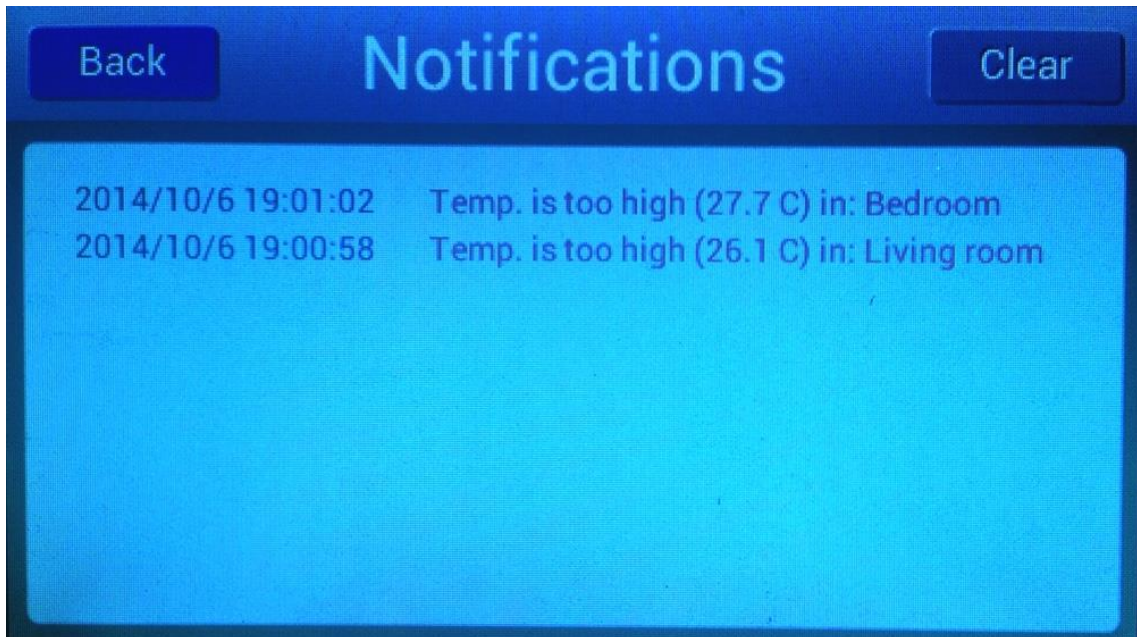 Back Notifications Clear
2014/10/6 19:01:02 Temp. is too high (27.7 C) in: Bedroom
2014/10/6 19:00:58 Temp. is too high (26.1 C) in: Living room